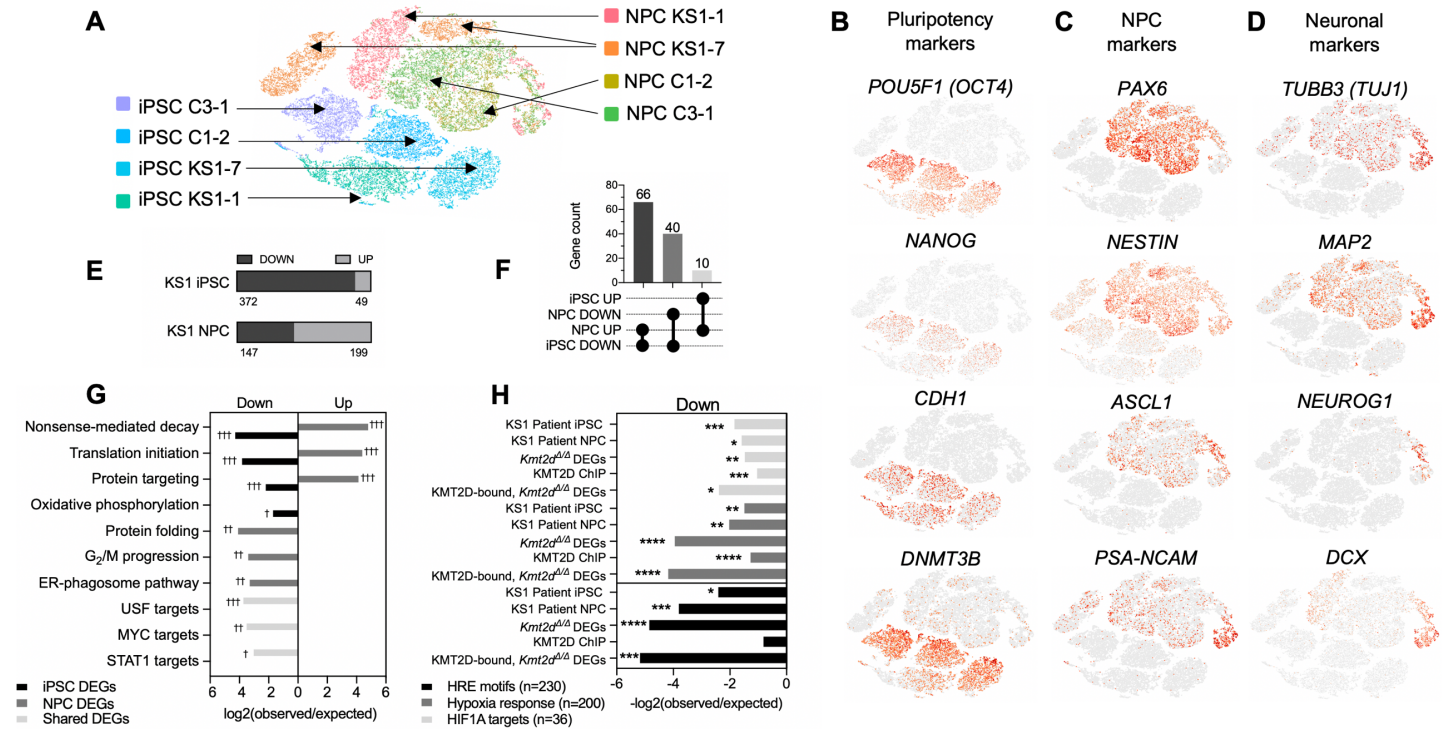 A
NPC KS1-1
NPC KS1-7
NPC C1-2
NPC C3-1
iPSC C3-1
iPSC C1-2
iPSC KS1-7
iPSC KS1-1
B
Pluripotency
markers
POU5F1 (OCT4)
NANOG
CDH1
DNMT3B
C
NPC
markers
PAX6
NESTIN
ASCL1
PSA-NCAM
D
Neuronal
markers
TUBB3 (TUJ1)
MAP2
NEUROG1
DCX
E
DOWN UP
KS1 iPSC
372 49
KS1 NPC
147 199
F
Gene count
80
60
40
20
0
66
40
10
iPSC UP
NPC DOWN
NPC UP
iPSC DOWN
G
Down Up
Nonsense-mediated decay ††† †††
Translation initiation ††† †††
Protein targeting ††† †††
Oxidative phosphorylation †
Protein folding ††
G₂/M progression ††
ER-phagosome pathway ††
USF targets †††
MYC targets ††
STAT1 targets †
6 4 2 0 2 4 6
log2(observed/expected)
iPSC DEGs
NPC DEGs
Shared DEGs
H
Down
KS1 Patient iPSC ***
KS1 Patient NPC *
Kmt2d^Δ/Δ DEGs **
KMT2D ChIP ***
KMT2D-bound, Kmt2d^Δ/Δ DEGs *
KS1 Patient iPSC **
KS1 Patient NPC **
Kmt2d^Δ/Δ DEGs ****
KMT2D ChIP ****
KMT2D-bound, Kmt2d^Δ/Δ DEGs ****
KS1 Patient iPSC *
KS1 Patient NPC ***
Kmt2d^Δ/Δ DEGs ****
KMT2D ChIP
KMT2D-bound, Kmt2d^Δ/Δ DEGs ***
-6 -4 -2 0
-log2(observed/expected)
HRE motifs (n=230)
Hypoxia response (n=200)
HIF1A targets (n=36)